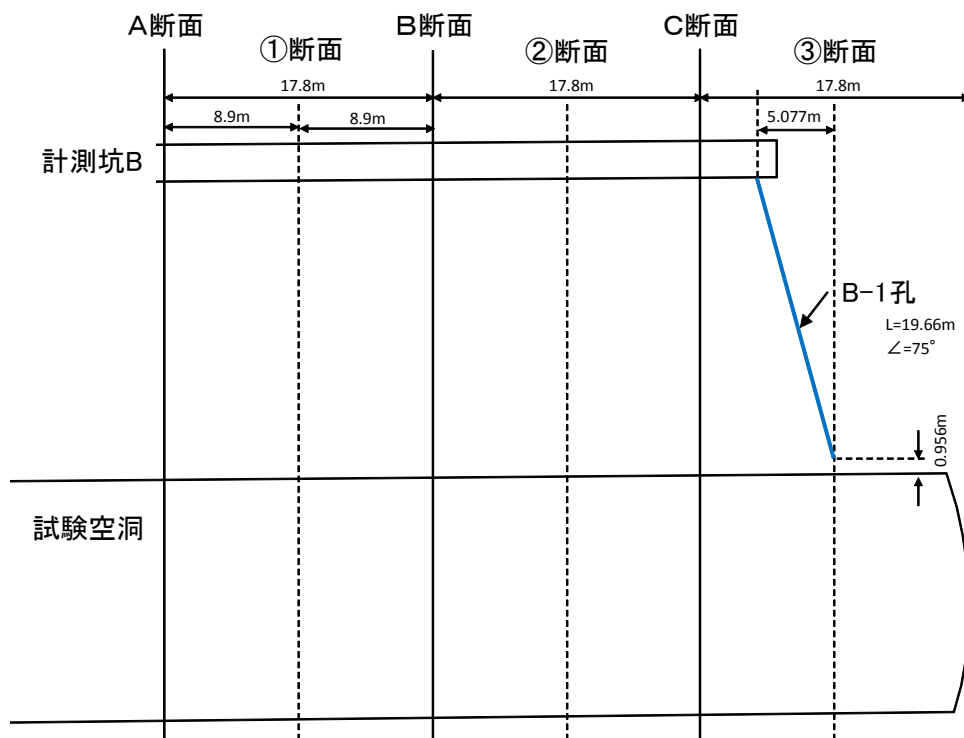 A断面
B断面
C断面
①断面
②断面
③断面
17.8m
17.8m
17.8m
8.9m
8.9m
5.077m
計測坑B
B-1孔
L=19.66m
∠=75°
0.956m
試験空洞